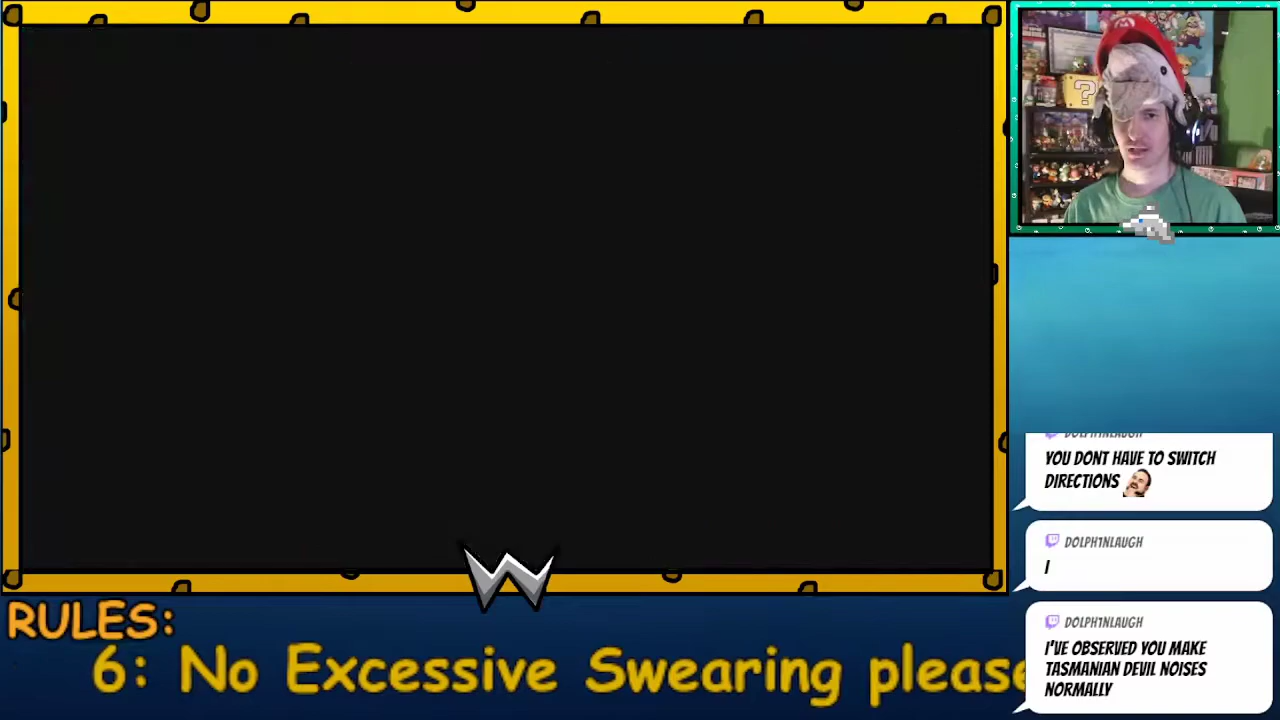 DOLPH1NLAUGH
YOU DONT HAVE TO SWITCH
DIRECTIONS
DOLPH1NLAUGH
I
DOLPH1NLAUGH
I'VE OBSERVED YOU MAKE
TASMANIAN DEVIL NOISES
NORMALLY
RULES:
6: No Excessive Swearing please